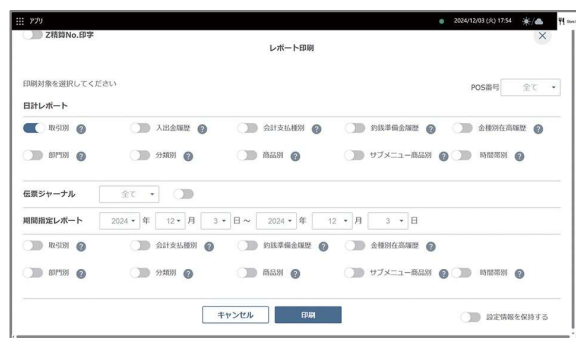 アプリ 2024/12/03 (火) 17:54
Z精算No.印字
レポート印刷
印刷対象を選択してください POS番号 全て
日計レポート
取引別 ? 入出金履歴 ? 会計支払種別 ? 釣銭準備金履歴 ? 金種別在高履歴 ?
部門別 ? 分類別 ? 商品別 ? サブメニュー商品別 ? 時間帯別 ?
伝票ジャーナル 全て
期間指定レポート 2024 年 12 月 3 日 ～ 2024 年 12 月 3 日
取引別 ? 会計支払種別 ? 釣銭準備金履歴 ? 金種別在高履歴 ?
部門別 ? 分類別 ? 商品別 ? サブメニュー商品別 ? 時間帯別 ?
キャンセル 印刷 設定情報を保持する